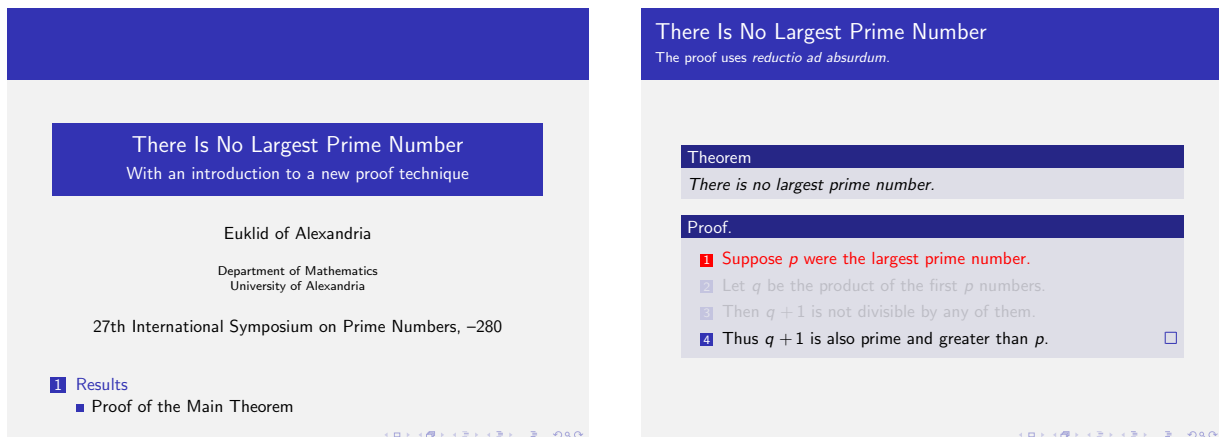 There Is No Largest Prime Number
With an introduction to a new proof technique
Euklid of Alexandria
Department of Mathematics
University of Alexandria
27th International Symposium on Prime Numbers, –280
1 Results
Proof of the Main Theorem
There Is No Largest Prime Number
The proof uses reductio ad absurdum.
Theorem
There is no largest prime number.
Proof.
1 Suppose p were the largest prime number.
2 Let q be the product of the first p numbers.
3 Then q + 1 is not divisible by any of them.
4 Thus q + 1 is also prime and greater than p.